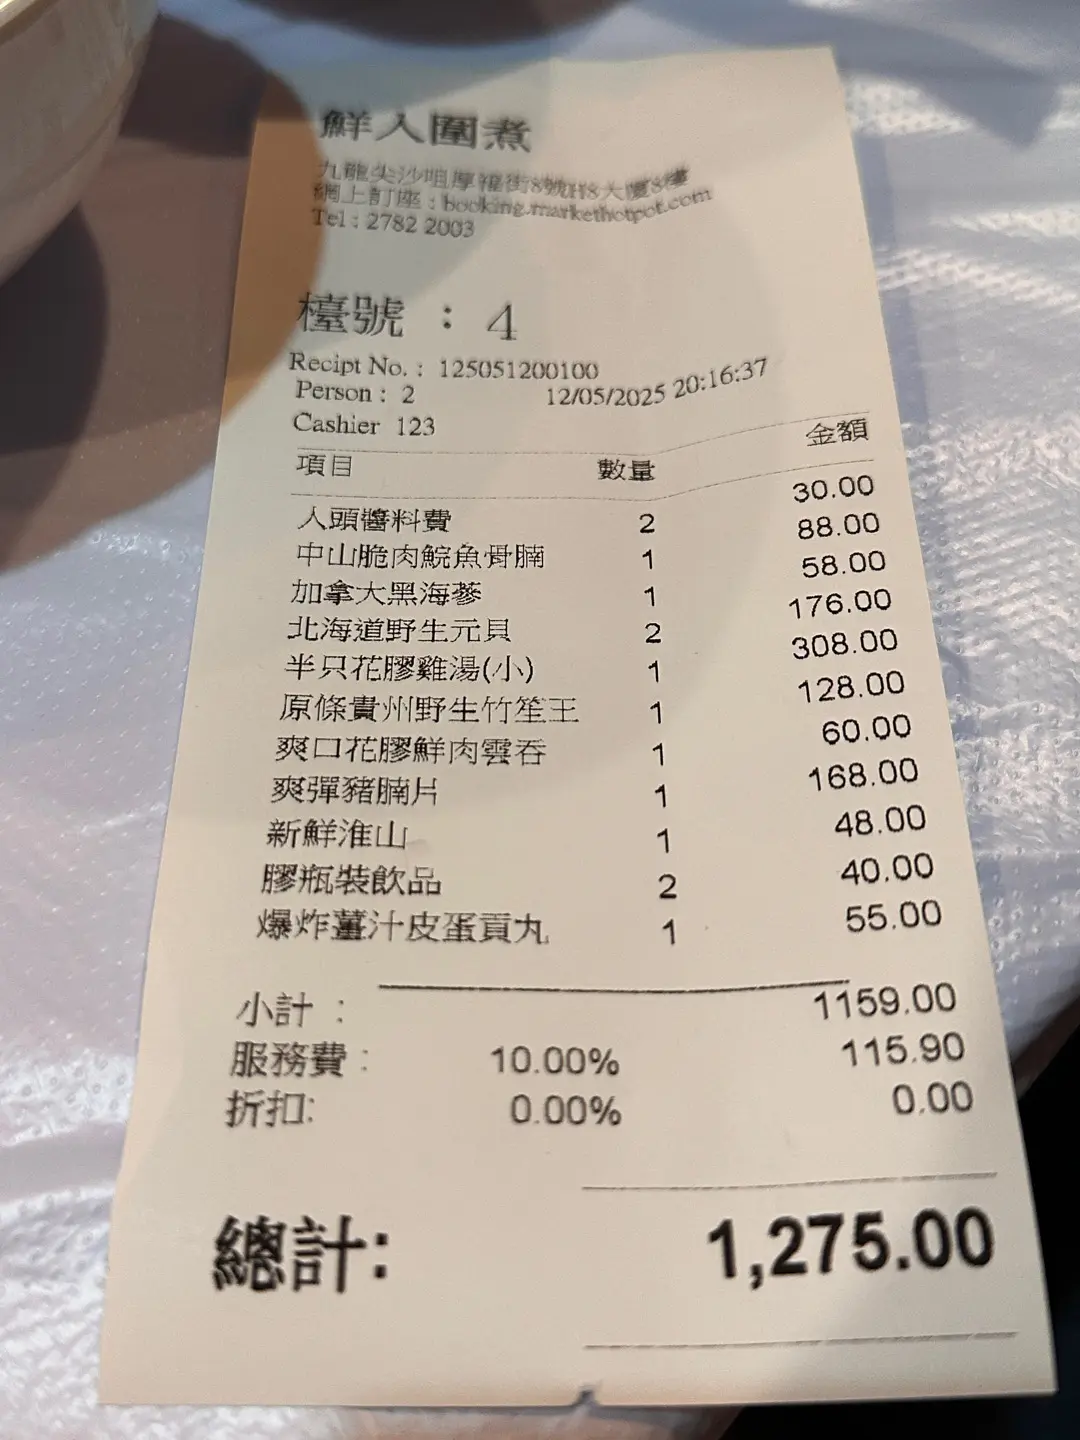 鮮入圍煮
九龍尖沙咀摩福街8號H8大廈8樓
網上訂座 : booking.markethotpot.com
Tel : 2782 2003
檯號 : 4
Recipt No. : 125051200100
Person : 2 12/05/2025 20:16:37
Cashier 123
項目 數量 金額
人頭醬料費 2 30.00
中山脆肉鯇魚骨腩 1 88.00
加拿大黑海蔘 1 58.00
北海道野生元貝 2 176.00
半只花膠雞湯(小) 1 308.00
原條貴州野生竹笙王 1 128.00
爽口花膠鮮肉雲吞 1 60.00
爽彈豬腩片 1 168.00
新鮮淮山 1 48.00
膠瓶裝飲品 2 40.00
爆炸薑汁皮蛋貢丸 1 55.00
小計 : 1159.00
服務費 : 10.00% 115.90
折扣: 0.00% 0.00
總計: 1,275.00